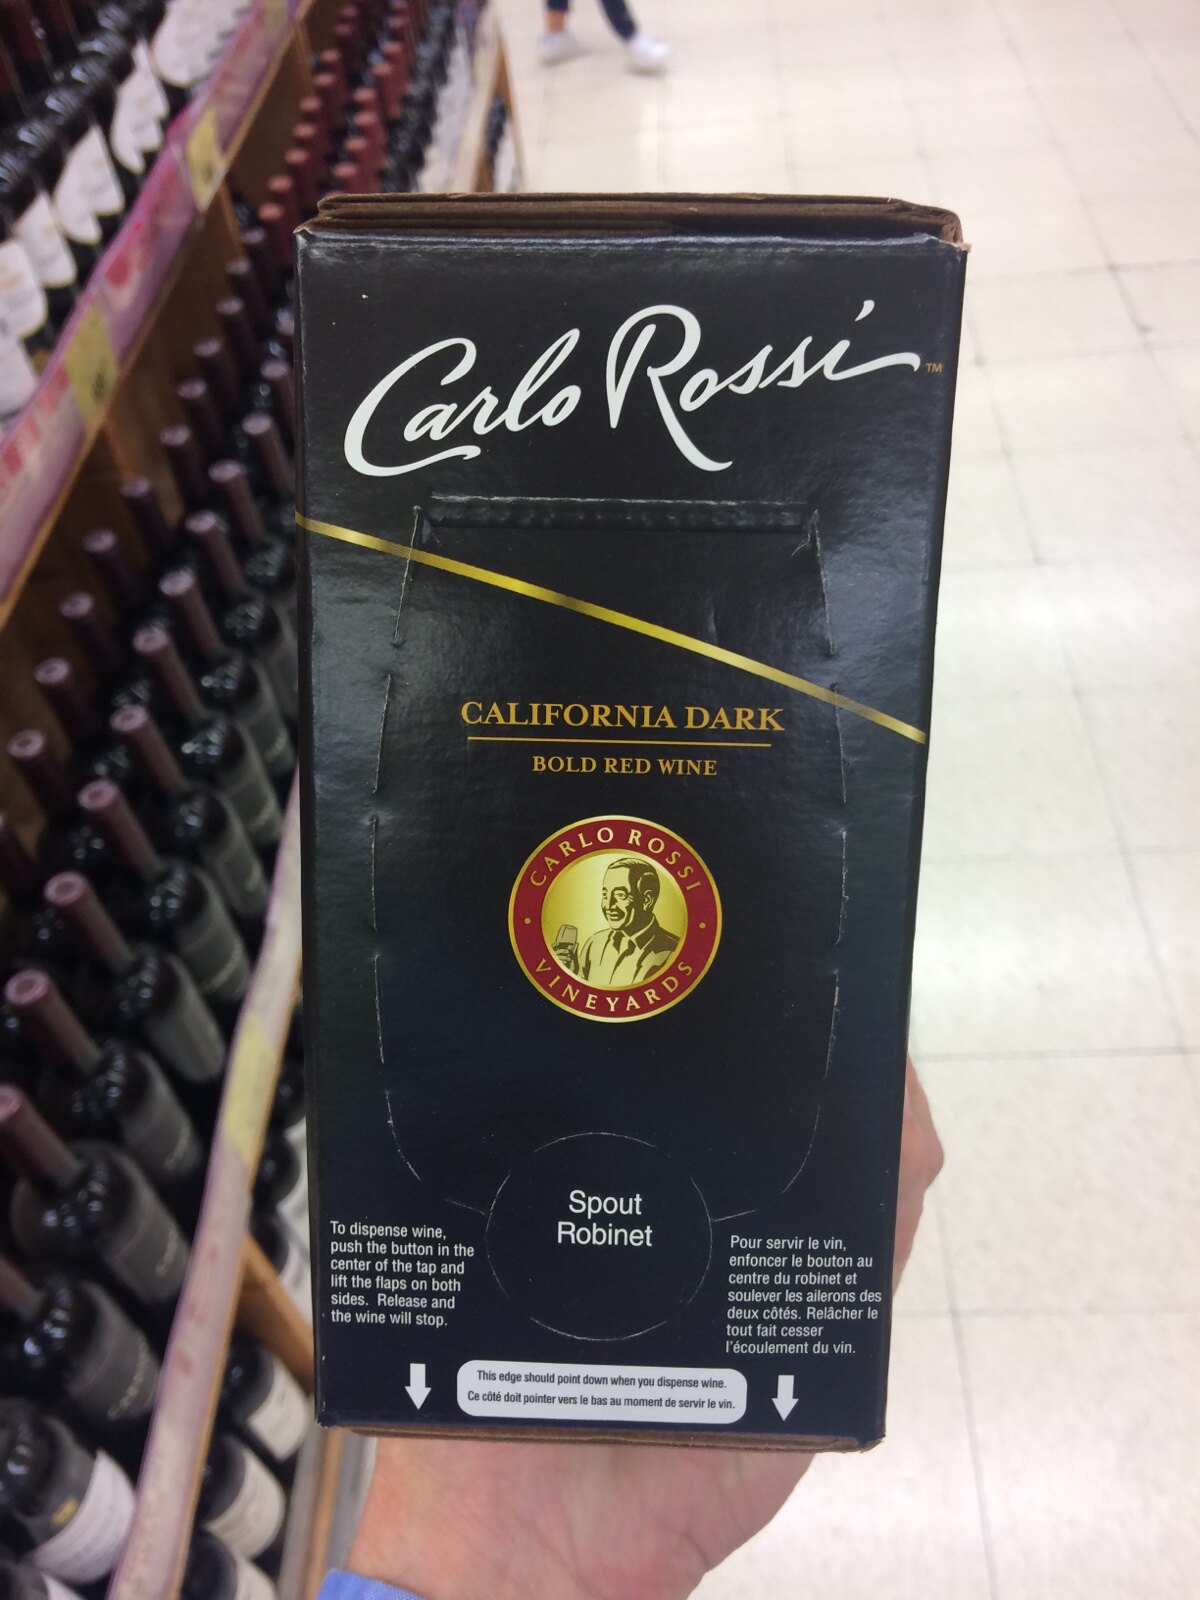 Carlo Rossi™
CALIFORNIA DARK
BOLD RED WINE
CARLO ROSSI
VINEYARDS
Spout
Robinet
To dispense wine,
push the button in the
center of the tap and
lift the flaps on both
sides. Release and
the wine will stop.
Pour servir le vin,
enfoncer le bouton au
centre du robinet et
soulever les ailerons des
deux côtés. Relâcher le
tout fait cesser
l'écoulement du vin.
This edge should point down when you dispense wine.
Ce côté doit pointer vers le bas au moment de servir le vin.